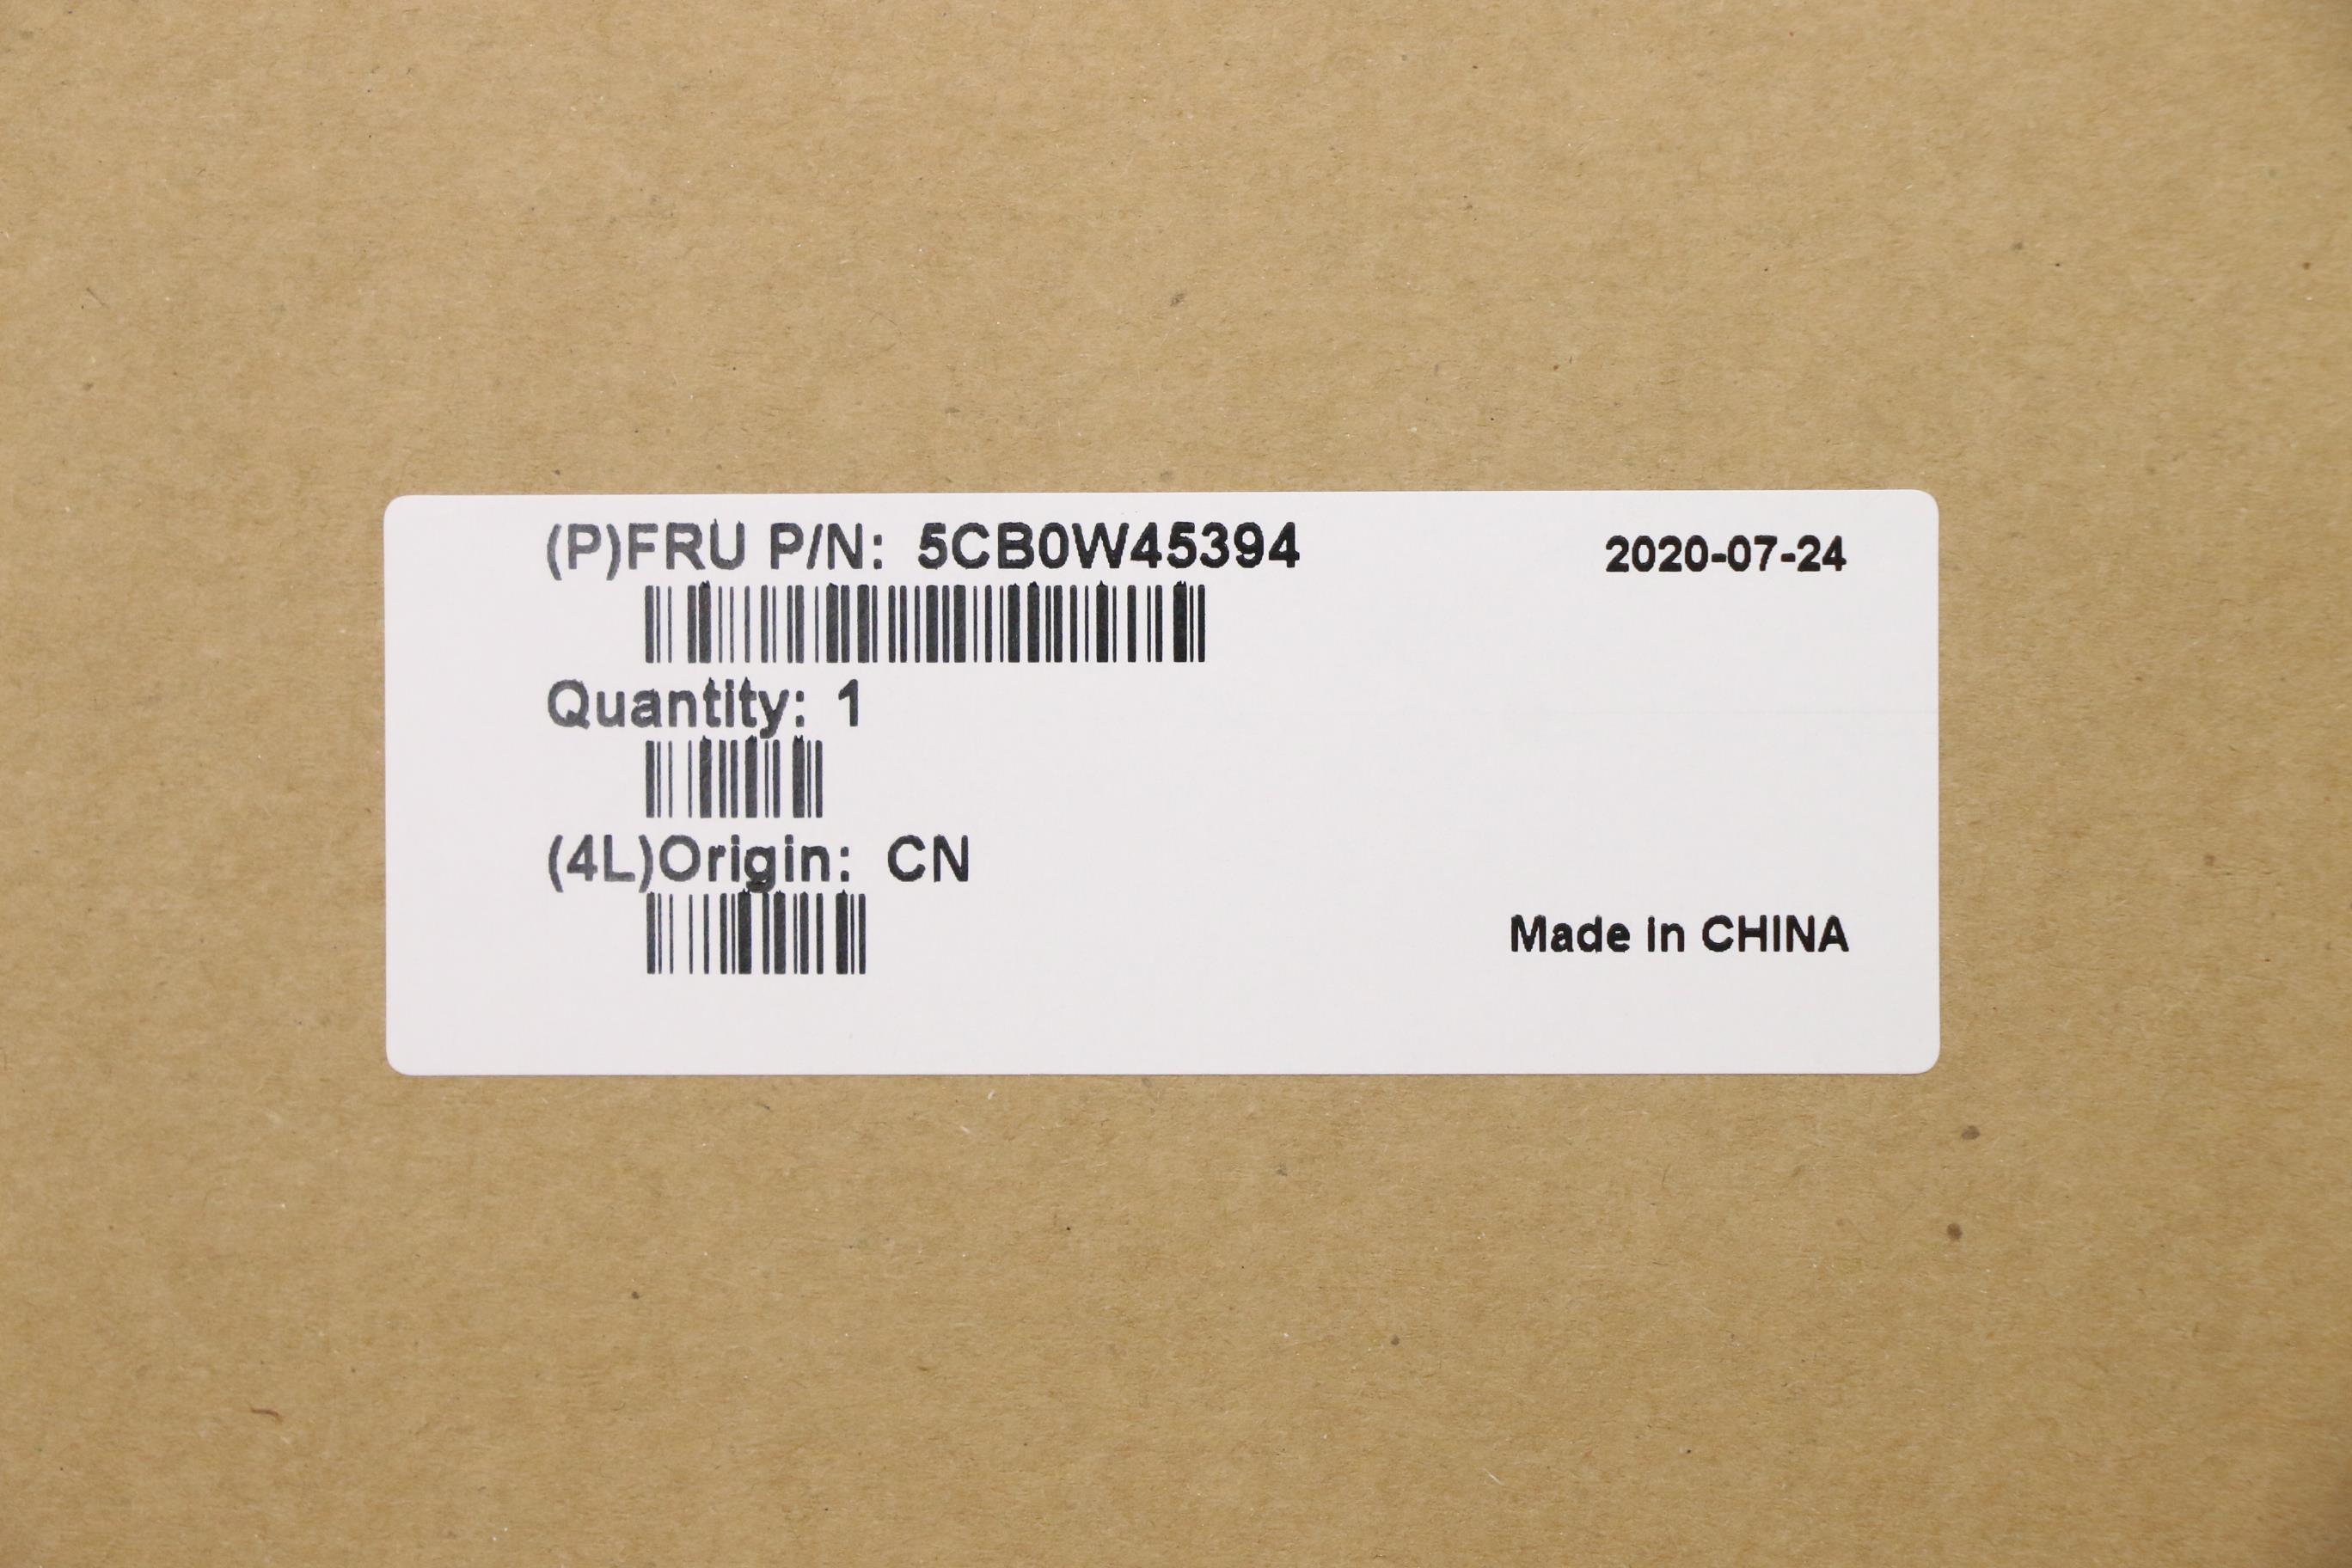 (P)FRU P/N: 5CB0W45394
2020-07-24
Quantity: 1
(4L)Origin: CN
Made in CHINA